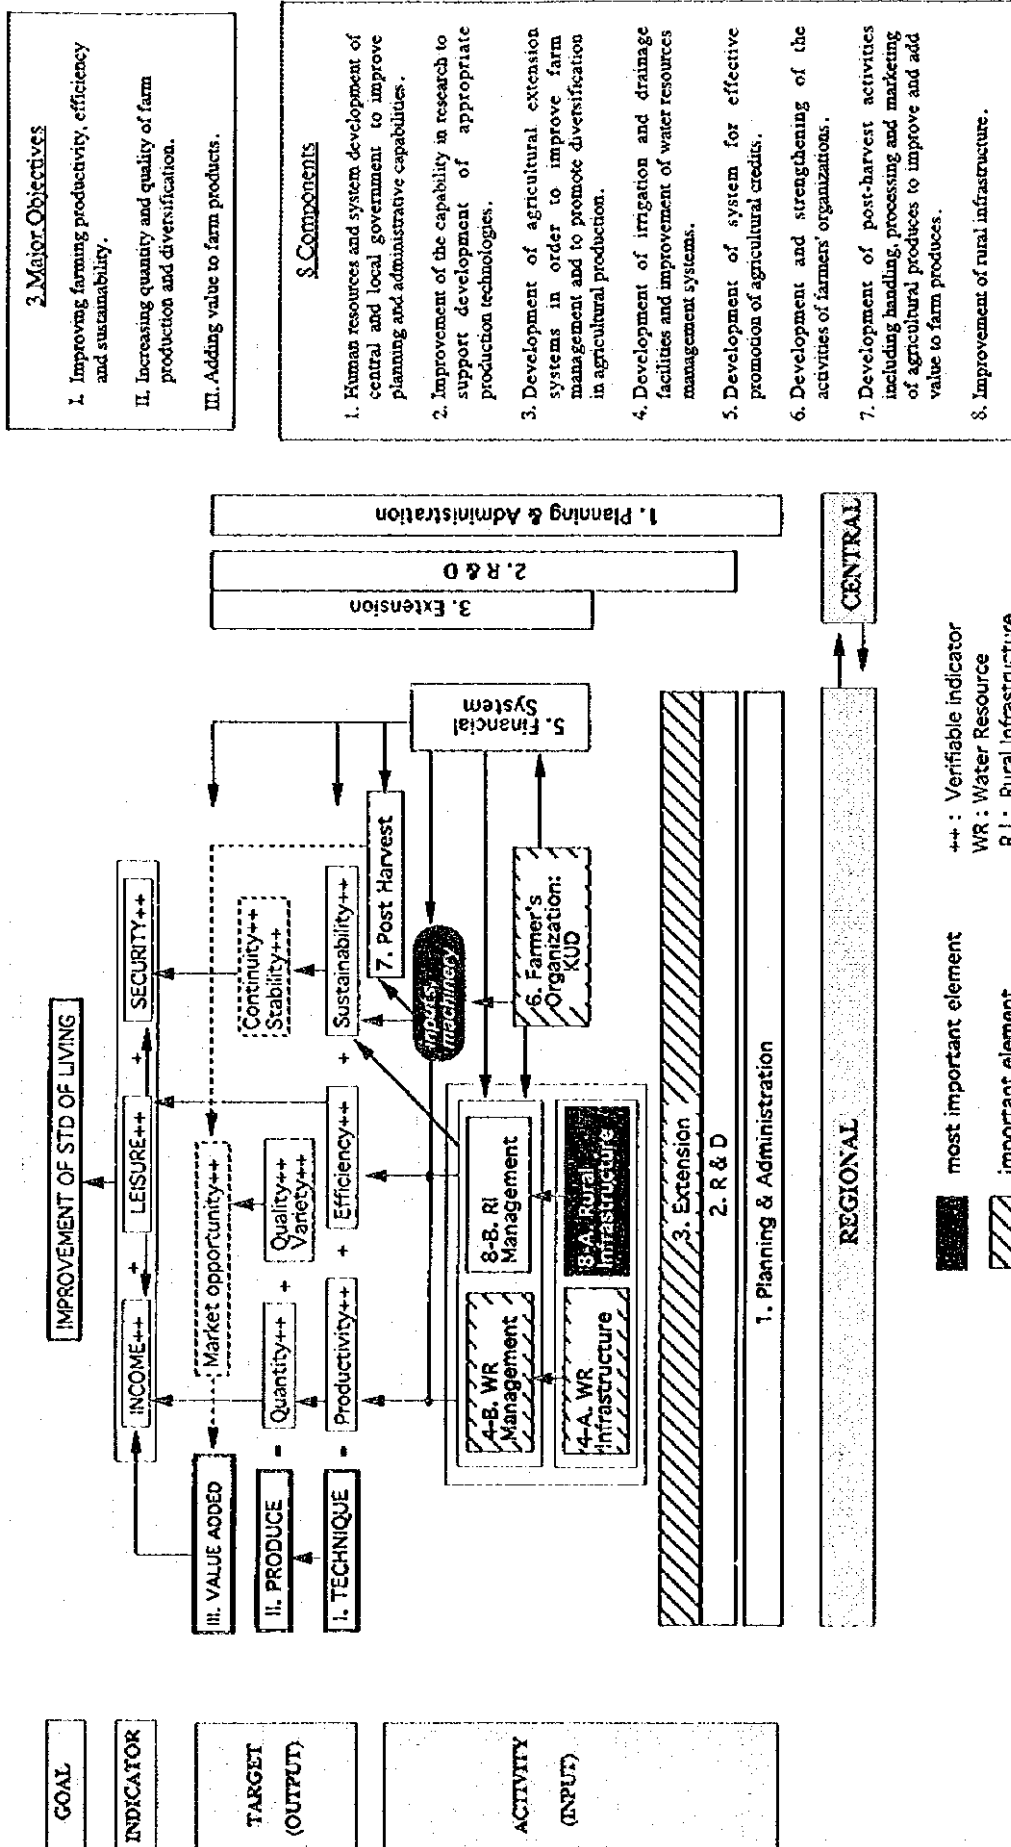 GOAL
INDICATOR
TARGET
(OUTPUT)
ACTIVITY
(INPUT)
IMPROVEMENT OF STD OF LIVING
INCOME++ + LEISURE++ + SECURITY++
III. VALUE ADDED
Market opportunity++
II. PRODUCE = Quantity++ + Quality++
Variety++
Continuity++
Stability++
I. TECHNIQUE = Productivity++ + Efficiency++ + Sustainability++
7. Post Harvest
machinery
5. Financial
System
4-B. WR
Management
8-B. RI
Management
6. Farmer's
Organization:
KUD
4-A. WR
Infrastructure
8-A. Rural
Infrastructure
3. Extension
2. R & D
1. Planning & Administration
REGIONAL
CENTRAL
3. Extension
2. R & D
1. Planning & Administration
most important element
important element
++ : Verifiable indicator
WR : Water Resource
R I : Rural Infrastructure
3 Major Objectives
I. Improving farming productivity, efficiency
and sustainability.
II. Increasing quantity and quality of farm
production and diversification.
III. Adding value to farm products.
8 Components
1. Human resources and system development of
central and local government to improve
planning and administrative capabilities.
2. Improvement of the capability in research to
support development of appropriate
production technologies.
3. Development of agricultural extension
systems in order to improve farm
management and to promote diversification
in agricultural production.
4. Development of irrigation and drainage
facilities and improvement of water resources
management systems.
5. Development of system for effective
promotion of agricultural credits.
6. Development and strengthening of the
activities of farmers' organizations.
7. Development of post-harvest activities
including handling, processing and marketing
of agricultural produces to improve and add
value to farm produces.
8. Improvement of rural infrastructure.